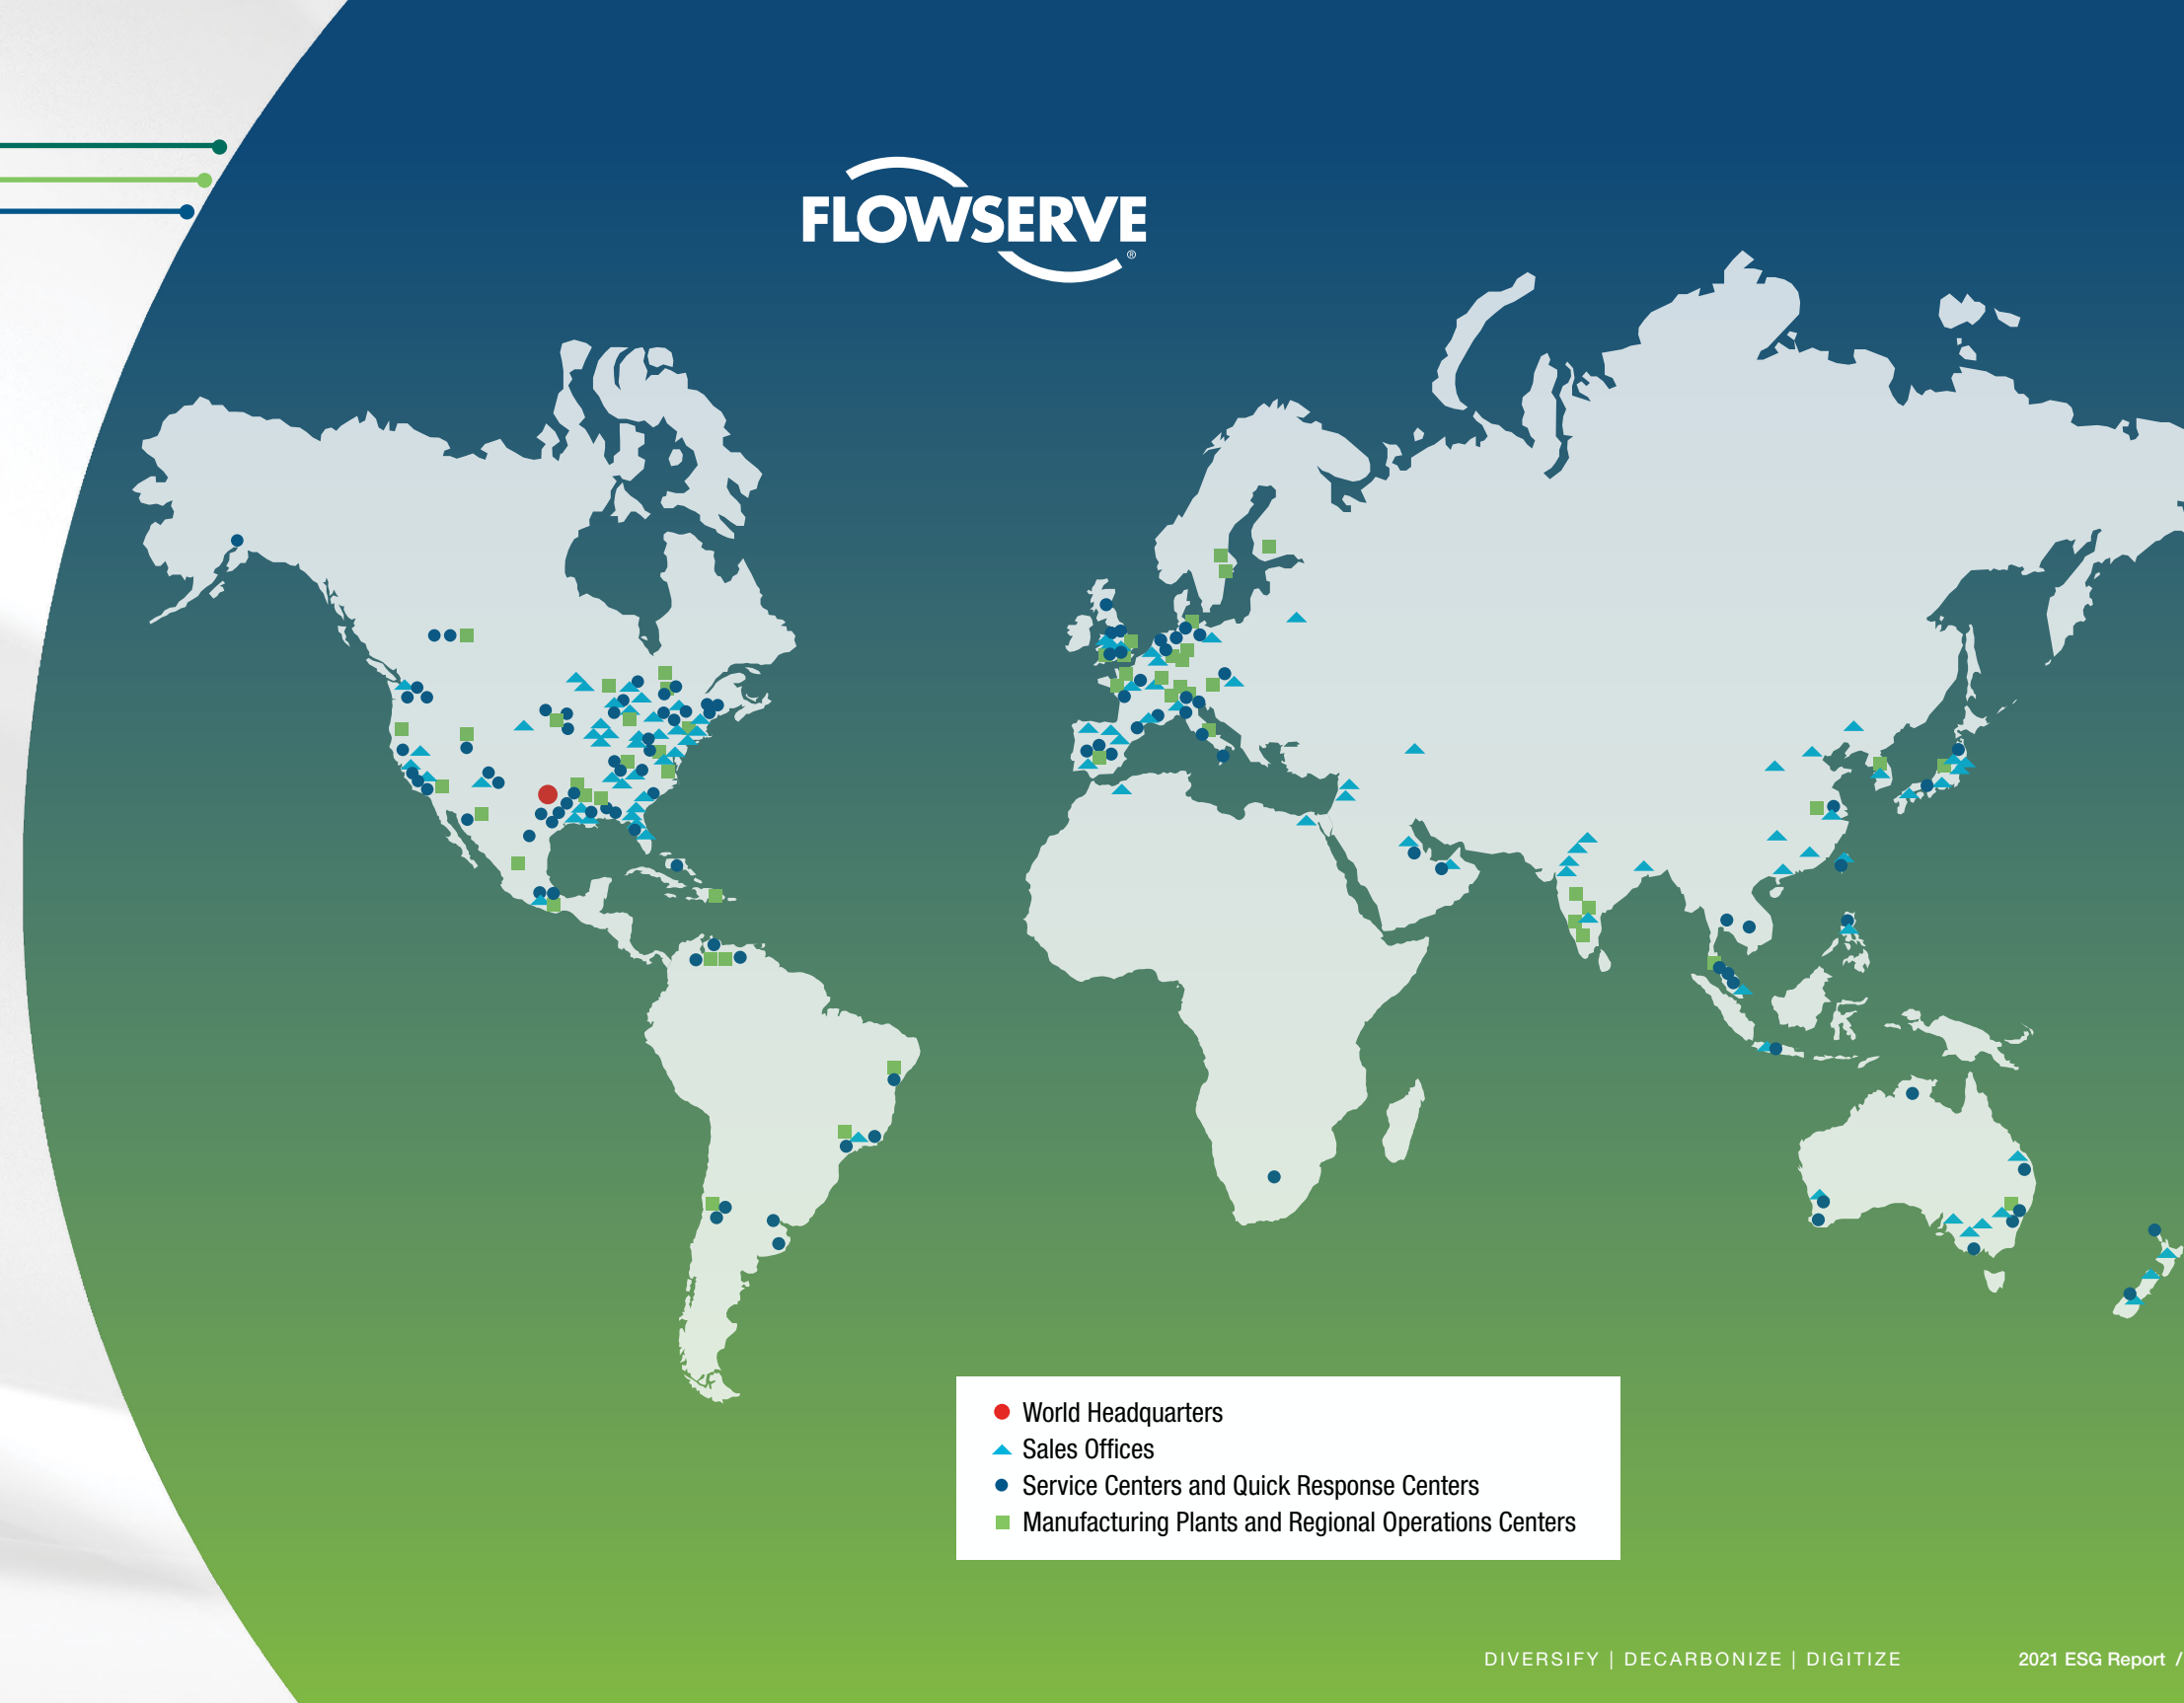 FLOWSERVE
®
World Headquarters
Sales Offices
Service Centers and Quick Response Centers
Manufacturing Plants and Regional Operations Centers
DIVERSIFY | DECARBONIZE | DIGITIZE
2021 ESG Report /